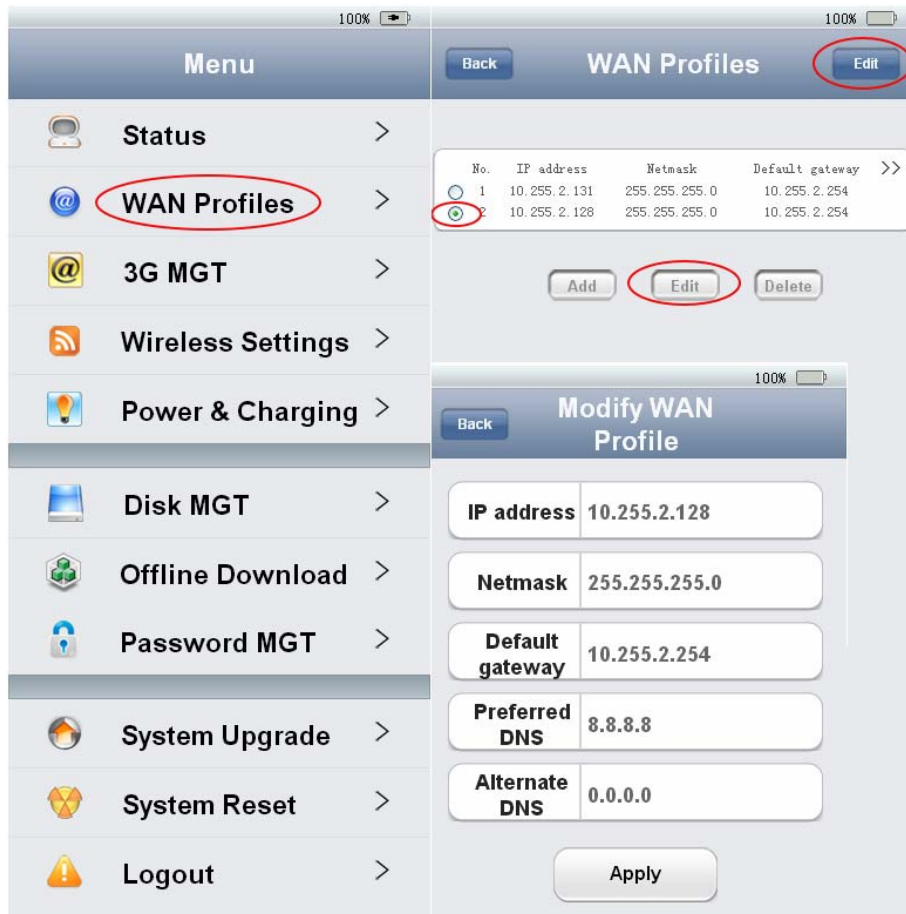 100%
Menu
Status >
WAN Profiles >
3G MGT >
Wireless Settings >
Power & Charging >
Disk MGT >
Offline Download >
Password MGT >
System Upgrade >
System Reset >
Logout >
100%
Back WAN Profiles Edit
No. IP address Netmask Default gateway >>
1 10.255.2.131 255.255.255.0 10.255.2.254
2 10.255.2.128 255.255.255.0 10.255.2.254
Add Edit Delete
100%
Back Modify WAN
Profile
IP address 10.255.2.128
Netmask 255.255.255.0
Default
gateway 10.255.2.254
Preferred
DNS 8.8.8.8
Alternate
DNS 0.0.0.0
Apply